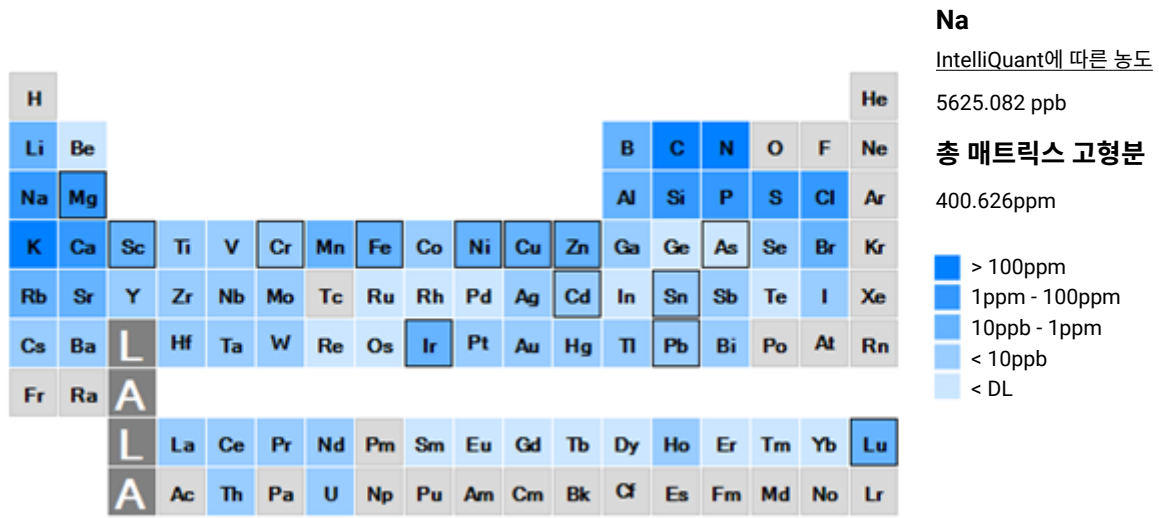 Na
IntelliQuant에 따른 농도
5625.082 ppb
총 매트릭스 고형분
400.626ppm
> 100ppm
1ppm - 100ppm
10ppb - 1ppm
< 10ppb
< DL
H He
Li Be B C N O F Ne
Na Mg Al Si P S Cl Ar
K Ca Sc Ti V Cr Mn Fe Co Ni Cu Zn Ga Ge As Se Br Kr
Rb Sr Y Zr Nb Mo Tc Ru Rh Pd Ag Cd In Sn Sb Te I Xe
Cs Ba L Hf Ta W Re Os Ir Pt Au Hg Tl Pb Bi Po At Rn
Fr Ra A
L La Ce Pr Nd Pm Sm Eu Gd Tb Dy Ho Er Tm Yb Lu
A Ac Th Pa U Np Pu Am Cm Bk Cf Es Fm Md No Lr